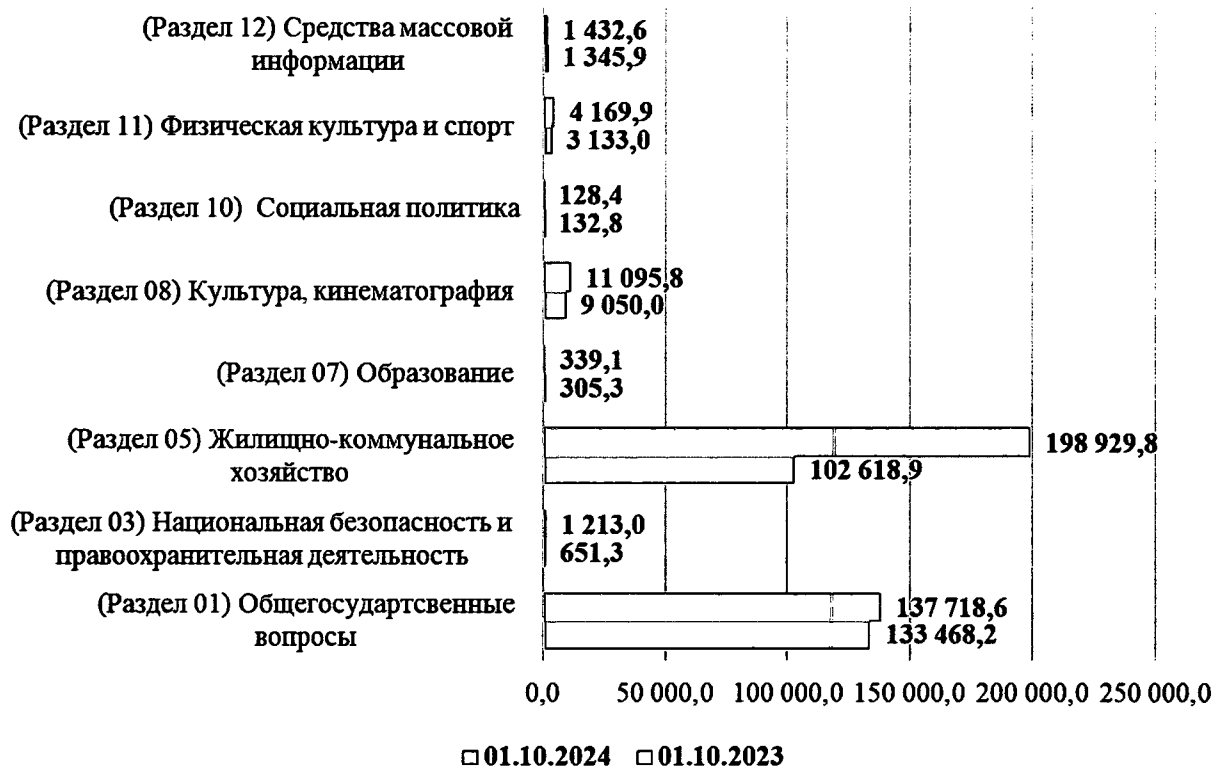 (Раздел 12) Средства массовой
информации
1 432,6
1 345,9
(Раздел 11) Физическая культура и спорт
4 169,9
3 133,0
(Раздел 10) Социальная политика
128,4
132,8
(Раздел 08) Культура, кинематография
11 095,8
9 050,0
(Раздел 07) Образование
339,1
305,3
(Раздел 05) Жилищно-коммунальное
хозяйство
198 929,8
102 618,9
(Раздел 03) Национальная безопасность и
правоохранительная деятельность
1 213,0
651,3
(Раздел 01) Общегосудартсвенные
вопросы
137 718,6
133 468,2
0,0 50 000,0 100 000,0 150 000,0 200 000,0 250 000,0
01.10.2024 01.10.2023